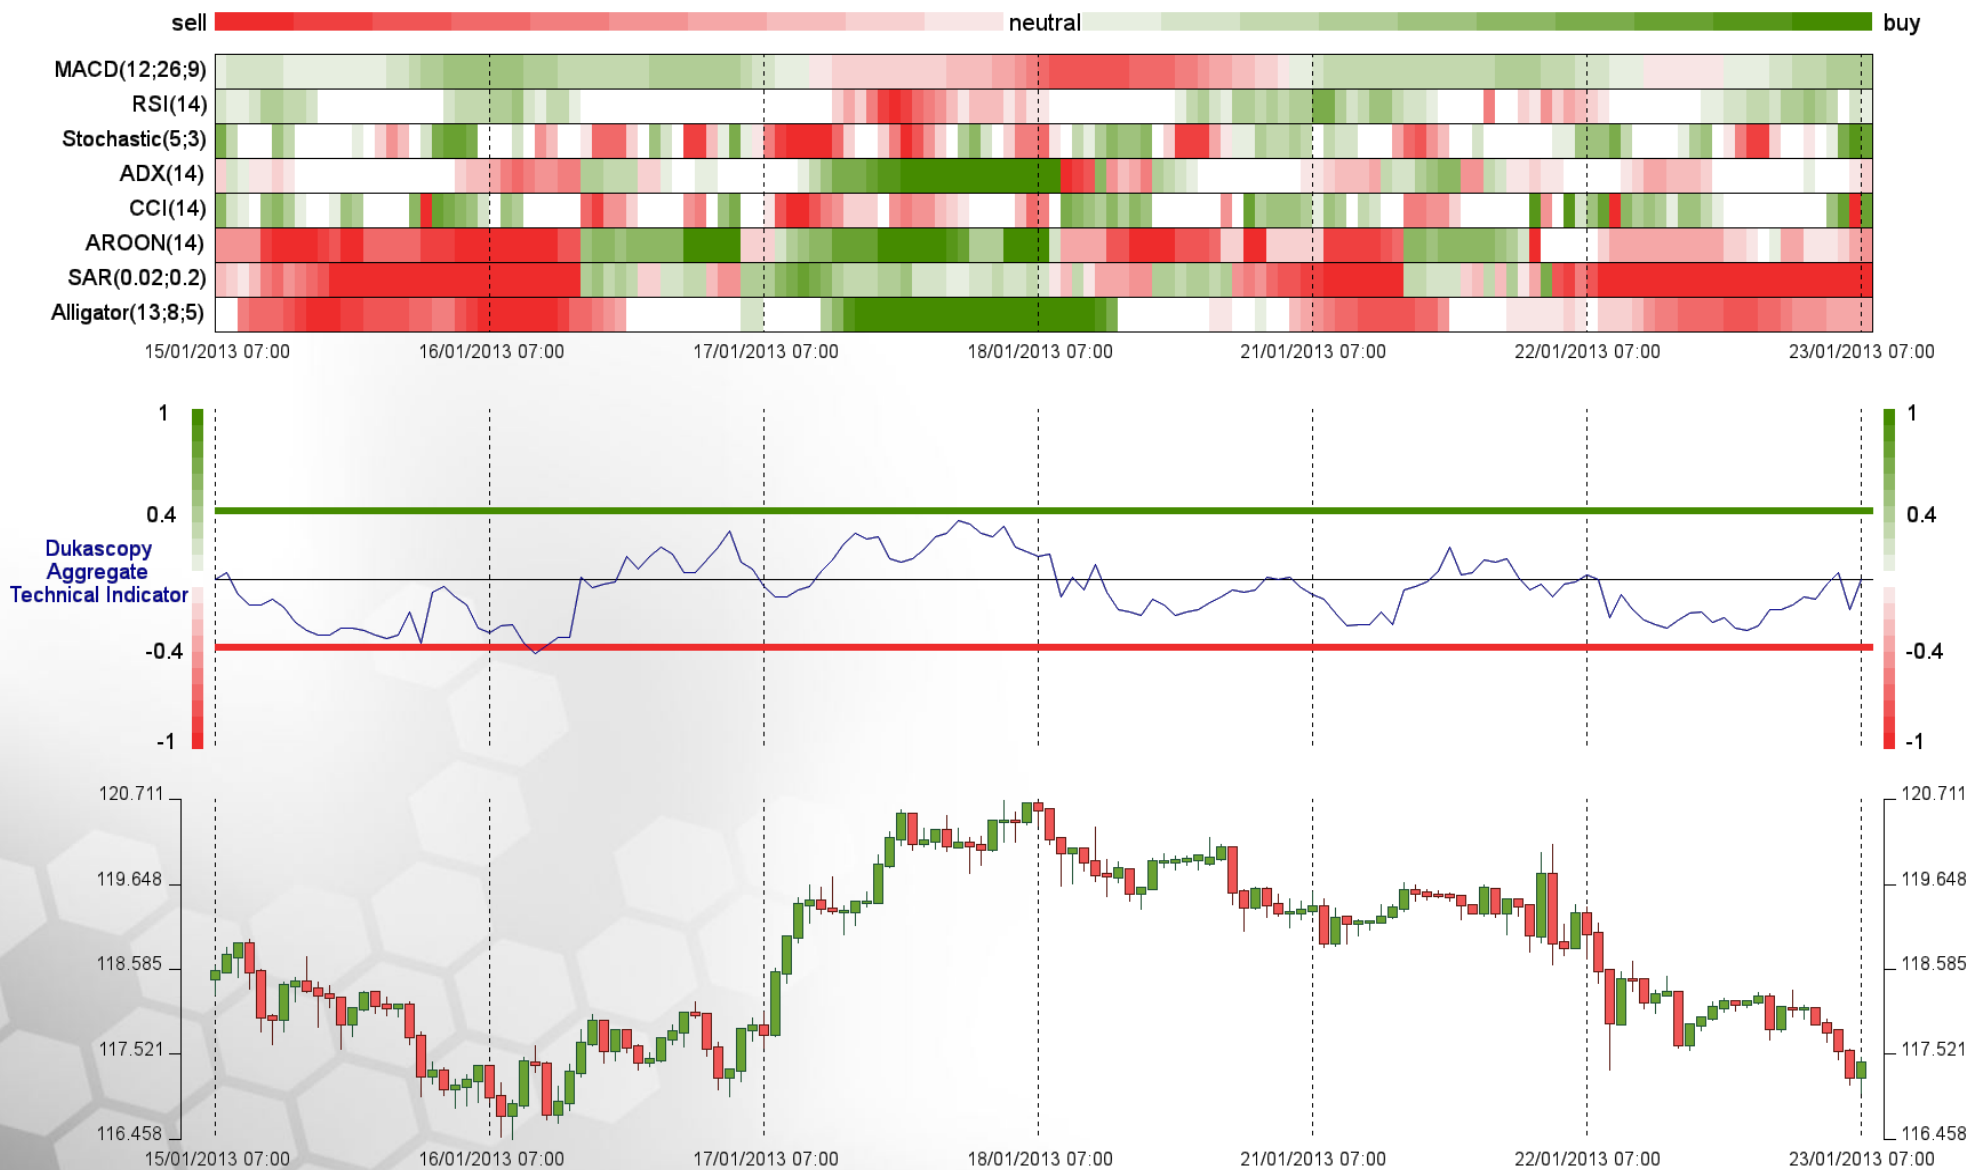 sell neutral buy
MACD(12;26;9)
RSI(14)
Stochastic(5;3)
ADX(14)
CCI(14)
AROON(14)
SAR(0.02;0.2)
Alligator(13;8;5)
15/01/2013 07:00 16/01/2013 07:00 17/01/2013 07:00 18/01/2013 07:00 21/01/2013 07:00 22/01/2013 07:00 23/01/2013 07:00
1 1
0.4 0.4
Dukascopy
Aggregate
Technical Indicator
-0.4 -0.4
-1 -1
120.711 120.711
119.648 119.648
118.585 118.585
117.521 117.521
116.458 116.458
15/01/2013 07:00 16/01/2013 07:00 17/01/2013 07:00 18/01/2013 07:00 21/01/2013 07:00 22/01/2013 07:00 23/01/2013 07:00